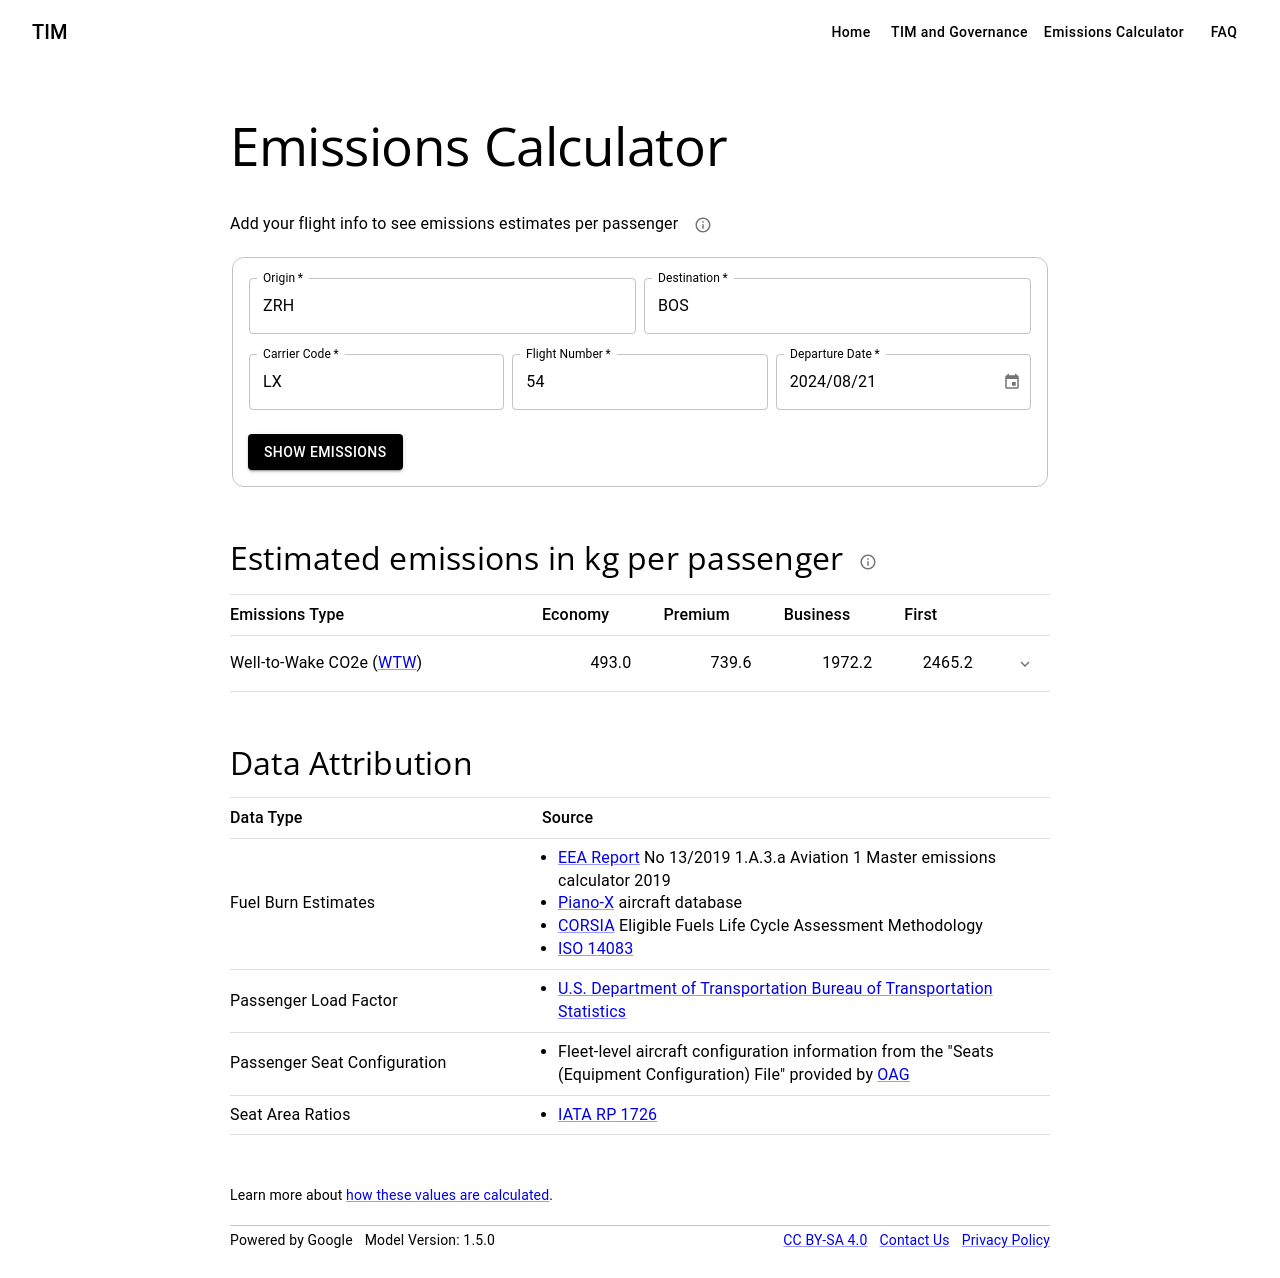 TIM
Home TIM and Governance Emissions Calculator FAQ
Emissions Calculator
Add your flight info to see emissions estimates per passenger
Origin * Destination *
ZRH BOS
Carrier Code * Flight Number * Departure Date *
LX 54 2024/08/21
SHOW EMISSIONS
Estimated emissions in kg per passenger
Emissions Type Economy Premium Business First
Well-to-Wake CO2e (WTW) 493.0 739.6 1972.2 2465.2
Data Attribution
Data Type Source
Fuel Burn Estimates
• EEA Report No 13/2019 1.A.3.a Aviation 1 Master emissions
calculator 2019
• Piano-X aircraft database
• CORSIA Eligible Fuels Life Cycle Assessment Methodology
• ISO 14083
Passenger Load Factor
• U.S. Department of Transportation Bureau of Transportation
Statistics
Passenger Seat Configuration
• Fleet-level aircraft configuration information from the "Seats
(Equipment Configuration) File" provided by OAG
Seat Area Ratios
• IATA RP 1726
Learn more about how these values are calculated.
Powered by Google Model Version: 1.5.0 CC BY-SA 4.0 Contact Us Privacy Policy